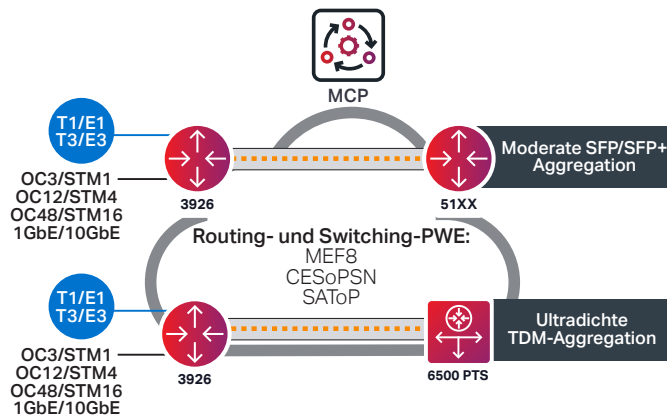 MCP
T1/E1
T3/E3
OC3/STM1
OC12/STM4
OC48/STM16
1GbE/10GbE
3926
51XX
Moderate SFP/SFP+
Aggregation
Routing- und Switching-PWE:
MEF8
CESoPSN
SAToP
T1/E1
T3/E3
OC3/STM1
OC12/STM4
OC48/STM16
1GbE/10GbE
3926
6500 PTS
Ultradichte
TDM-Aggregation